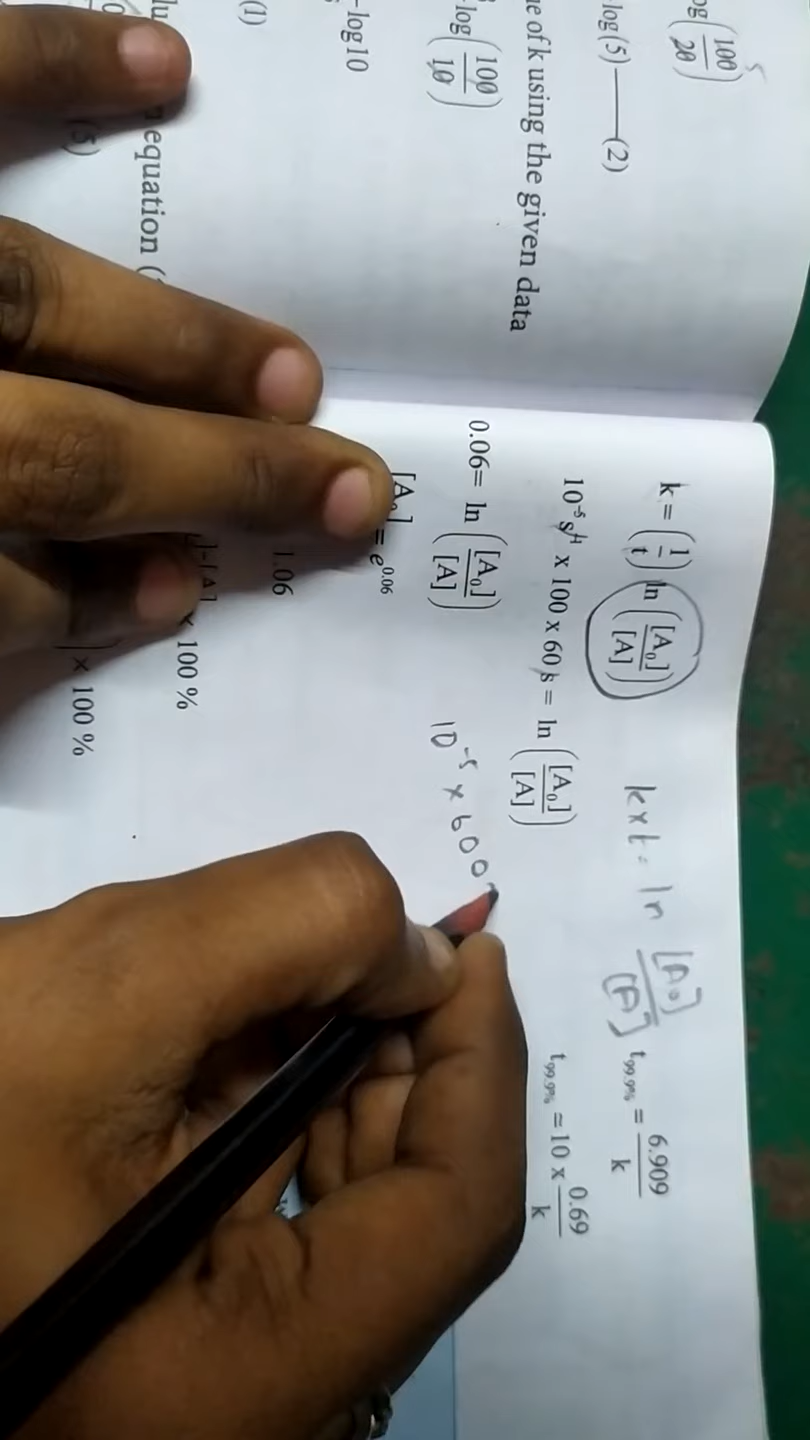 og(100/20) 5
log(5)——(2)
e of k using the given data
log(100/10)
log10
(1)
equation (
(5)
k = (1/t) ln([A₀]/[A])
k x t = ln [A₀]/[A]
10⁻⁵ s⁻¹ x 100 x 60 s = ln([A₀]/[A])
0.06 = ln([A₀]/[A])
10⁻⁵ x 600
= e^0.06
1.06
x 100 %
x 100 %
t99.9% = 6.909/k
t99.9% ≃ 10 x 0.69/k